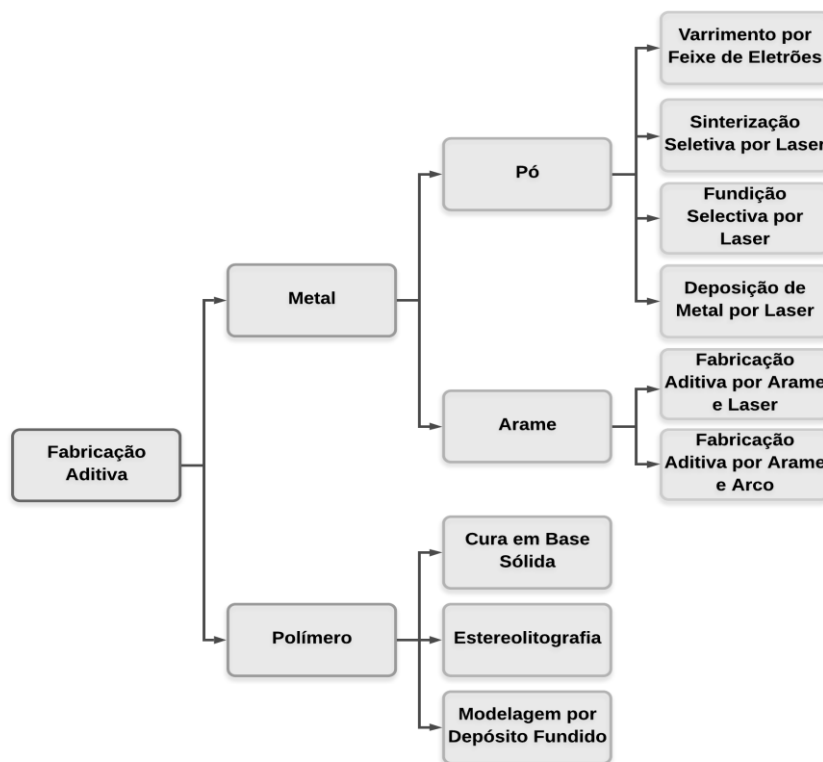 Varrimento por
Feixe de Eletrões
Sinterização
Seletiva por Laser
Pó
Fundição
Selectiva por
Laser
Metal
Deposição de
Metal por Laser
Fabricação
Aditiva por Arame
e Laser
Arame
Fabricação
Aditiva
Fabricação
Aditiva por Arame
e Arco
Cura em Base
Sólida
Polímero
Estereolitografia
Modelagem por
Depósito Fundido